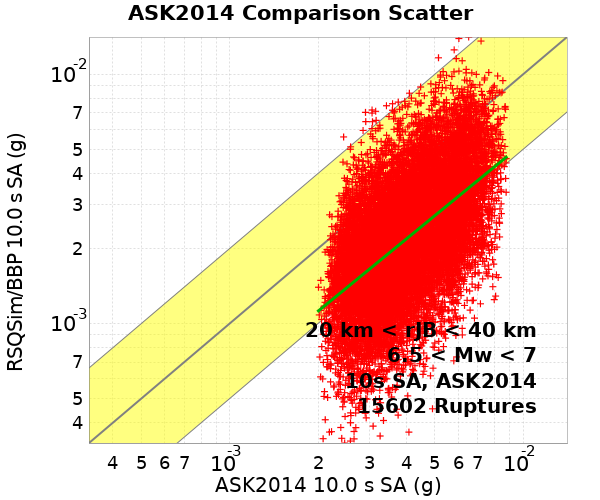 ASK2014 Comparison Scatter
RSQSim/BBP 10.0 s SA (g)
10-2
7
5
4
3
2
10-3
7
5
4
20 km < rJB < 40 km
6.5 < Mw < 7
10s SA, ASK2014
15602 Ruptures
4 5 6 7 10-3 2 3 4 5 6 7 10-2
ASK2014 10.0 s SA (g)